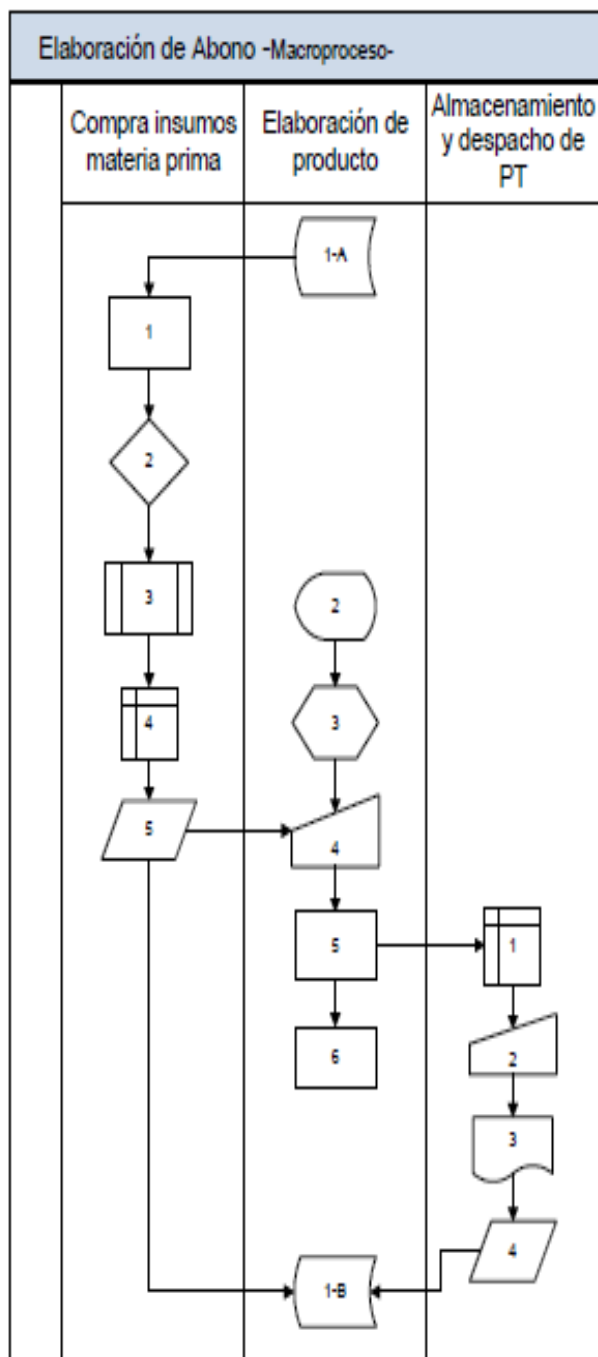 Elaboración de Abono -Macroproceso-
Compra insumos
materia prima
Elaboración de
producto
Almacenamiento
y despacho de
PT
1-A
1
2
3
2
4
3
5
4
5
1
6
2
3
4
1-B